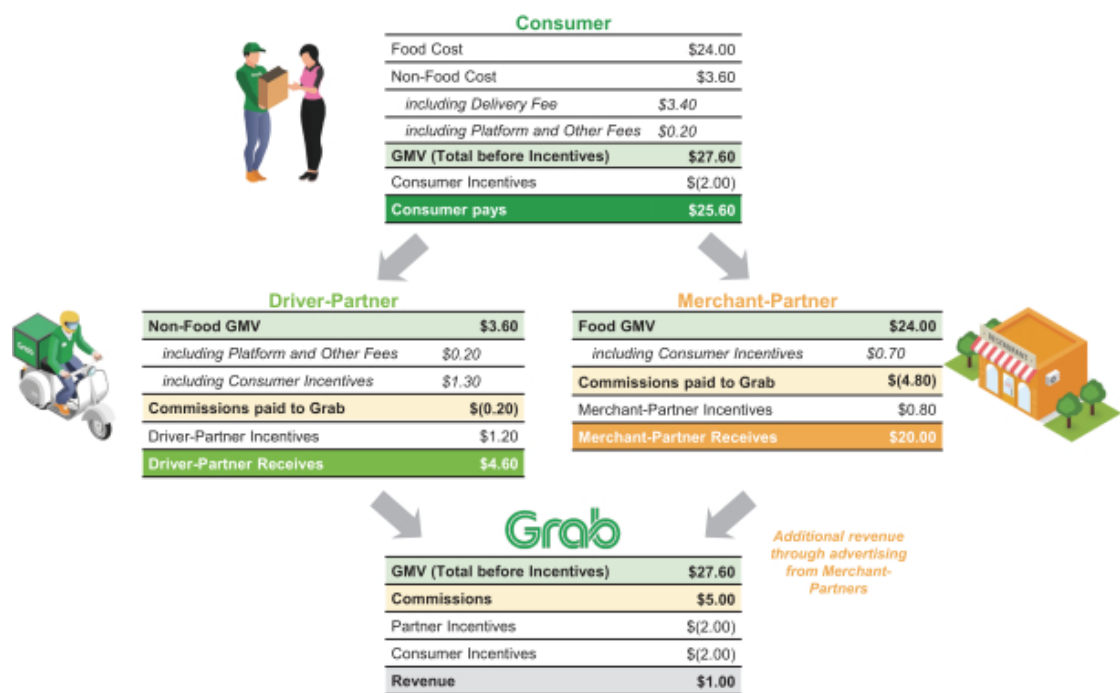 Consumer
Food Cost $24.00
Non-Food Cost $3.60
including Delivery Fee $3.40
including Platform and Other Fees $0.20
GMV (Total before Incentives) $27.60
Consumer Incentives $(2.00)
Consumer pays $25.60
Driver-Partner
Non-Food GMV $3.60
including Platform and Other Fees $0.20
including Consumer Incentives $1.30
Commissions paid to Grab $(0.20)
Driver-Partner Incentives $1.20
Driver-Partner Receives $4.60
Grab
Merchant-Partner
Food GMV $24.00
including Consumer Incentives $0.70
Commissions paid to Grab $(4.80)
Merchant-Partner Incentives $0.80
Merchant-Partner Receives $20.00
RESTAURANT
Grab
GMV (Total before Incentives) $27.60
Commissions $5.00
Partner Incentives $(2.00)
Consumer Incentives $(2.00)
Revenue $1.00
Additional revenue
through advertising
from Merchant-
Partners